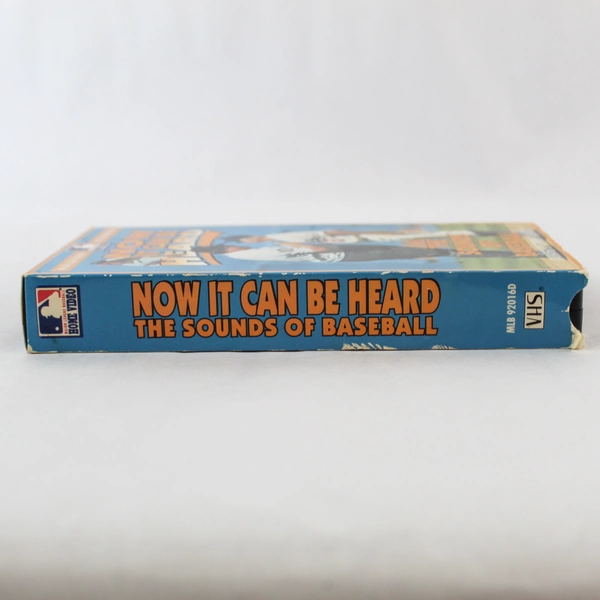 NOW IT CAN BE HEARD
THE SOUNDS OF BASEBALL
HOME VIDEO
MLB 92016D
VHS